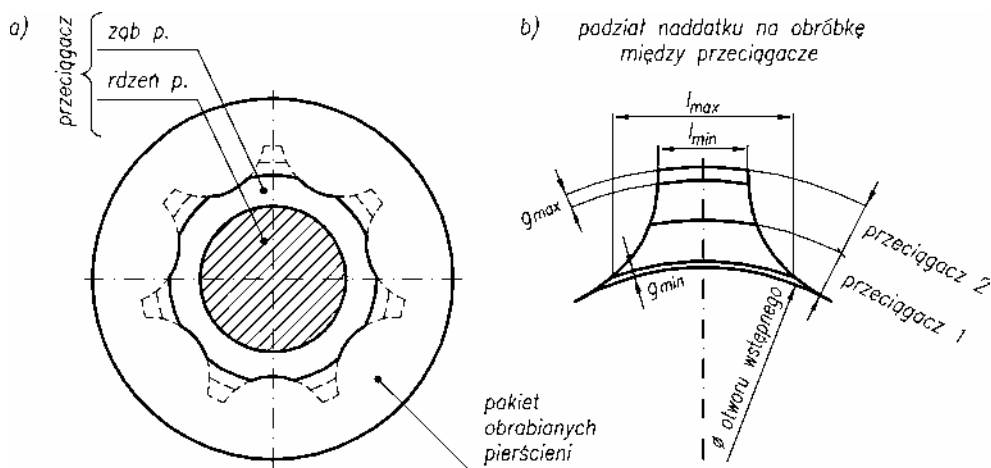 a)
przeciągacz
ząb p.
rdzeń p.
pakiet
obrabianych
pierścieni
b) podział naddatku na obróbkę
między przeciągacze
lmax
lmin
gmax
gmin
przeciągacz 2
przeciągacz 1
ø otworu wstępnego